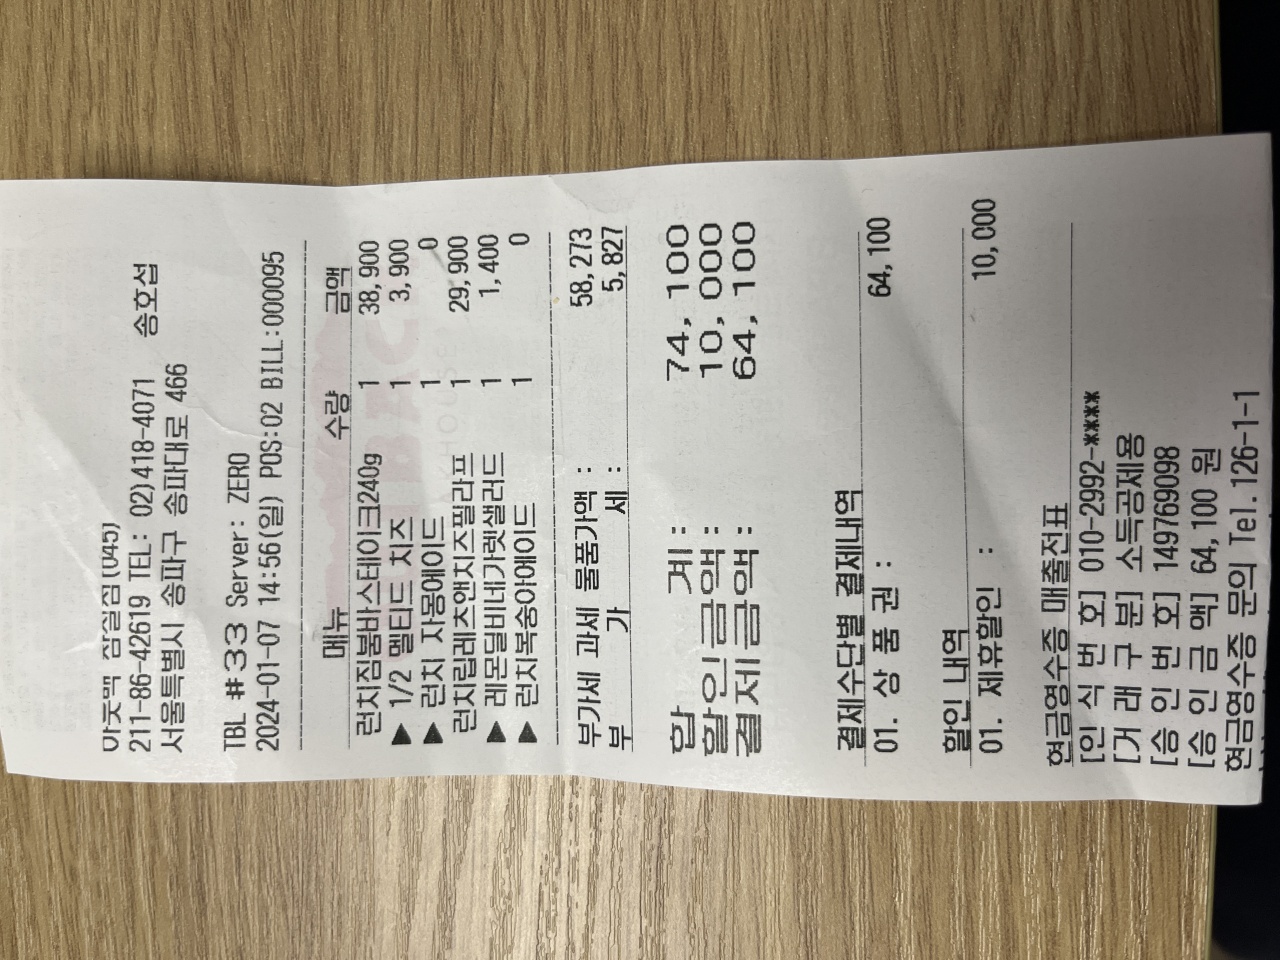 아웃백 잠실점(045)
211-86-42619 TEL: 02)418-4071 송호섭
서울특별시 송파구 송파대로 466
TBL #33 Server: ZERO
2024-01-07 14:56(일) POS:02 BILL:000095
메뉴 수량 금액
런치짐붐바스테이크240g 1 38,900
▶ 1/2 멜티드 치즈 1 3,900
▶ 런치 자몽에이드 1 0
런치립레츠앤치즈필라프 1 29,900
▶ 레몬딜비네가렛샐러드 1 1,400
▶ 런치복숭아에이드 1 0
부가세 과세 물품가액 : 58,273
부 가 세 : 5,827
합 계: 74,100
할인금액: 10,000
결제금액: 64,100
결제수단별 결제내역
01. 상 품 권 : 64,100
할인 내역
01. 제휴할인 : 10,000
현금영수증 매출전표
[인 식 번 호] 010-2992-****
[거 래 구 분] 소득공제용
[승 인 번 호] 149769098
[승 인 금 액] 64,100 원
현금영수증 문의 Tel.126-1-1